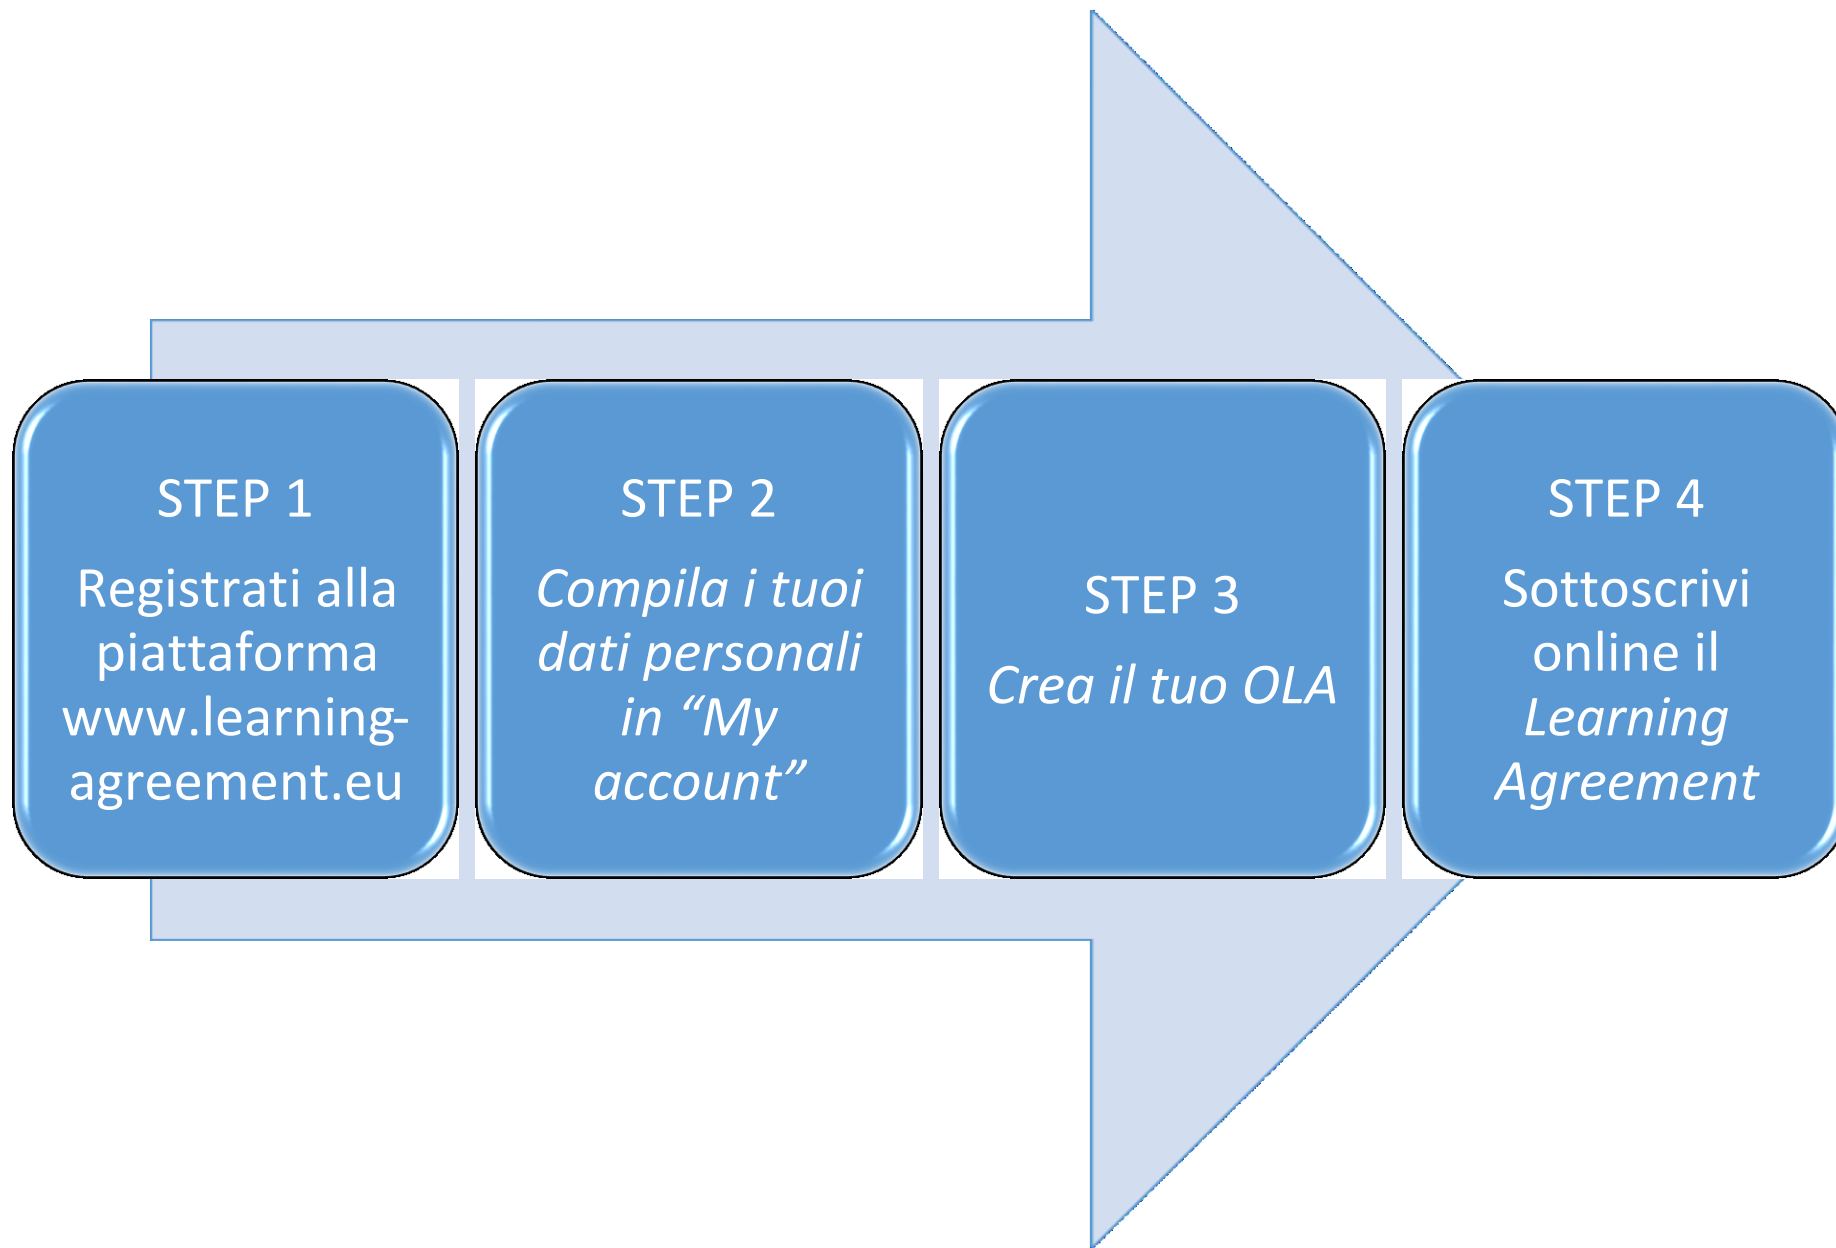 STEP 1
Registrati alla
piattaforma
www.learning-
agreement.eu
STEP 2
Compila i tuoi
dati personali
in “My
account”
STEP 3
Crea il tuo OLA
STEP 4
Sottoscrivi
online il
Learning
Agreement